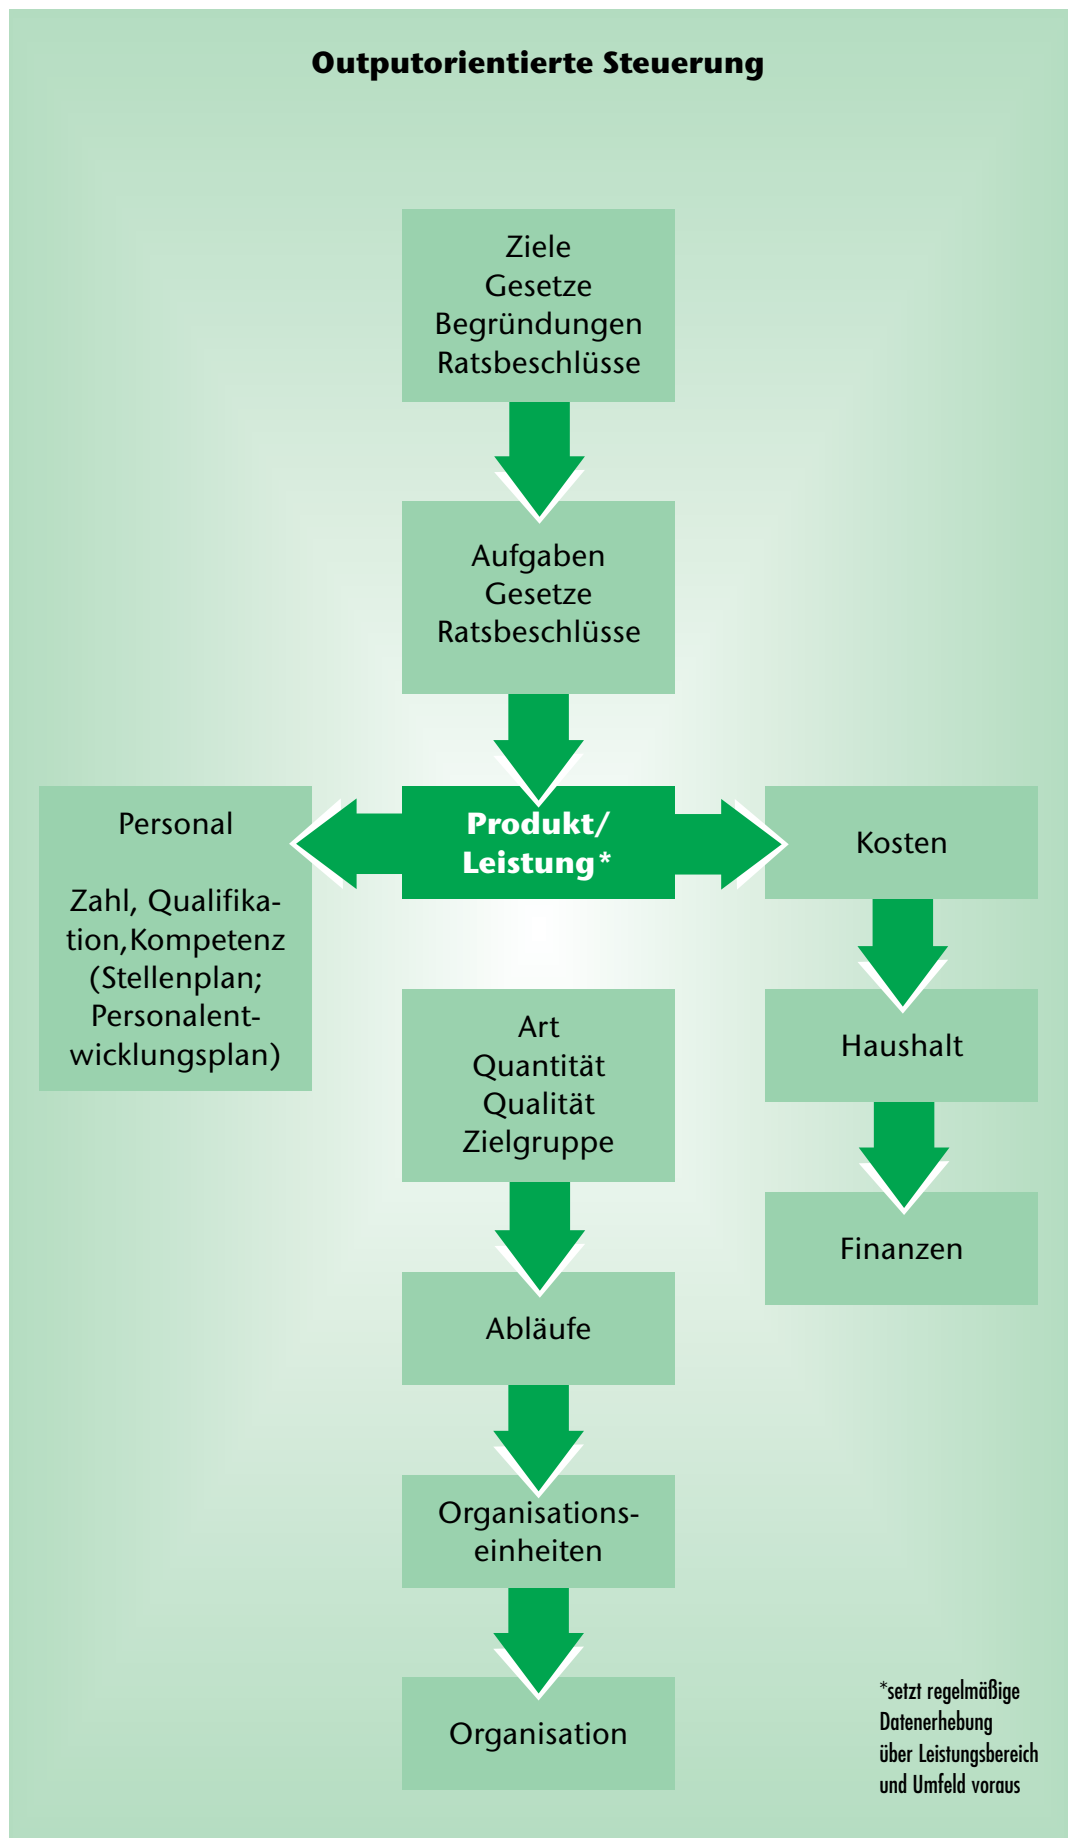 Outputorientierte Steuerung
Ziele
Gesetze
Begründungen
Ratsbeschlüsse
Aufgaben
Gesetze
Ratsbeschlüsse
Personal
Zahl, Qualifika-
tion,Kompetenz
(Stellenplan;
Personalent-
wicklungsplan)
Produkt/
Leistung*
Kosten
Haushalt
Finanzen
Art
Quantität
Qualität
Zielgruppe
Abläufe
Organisations-
einheiten
Organisation
*setzt regelmäßige
Datenerhebung
über Leistungsbereich
und Umfeld voraus